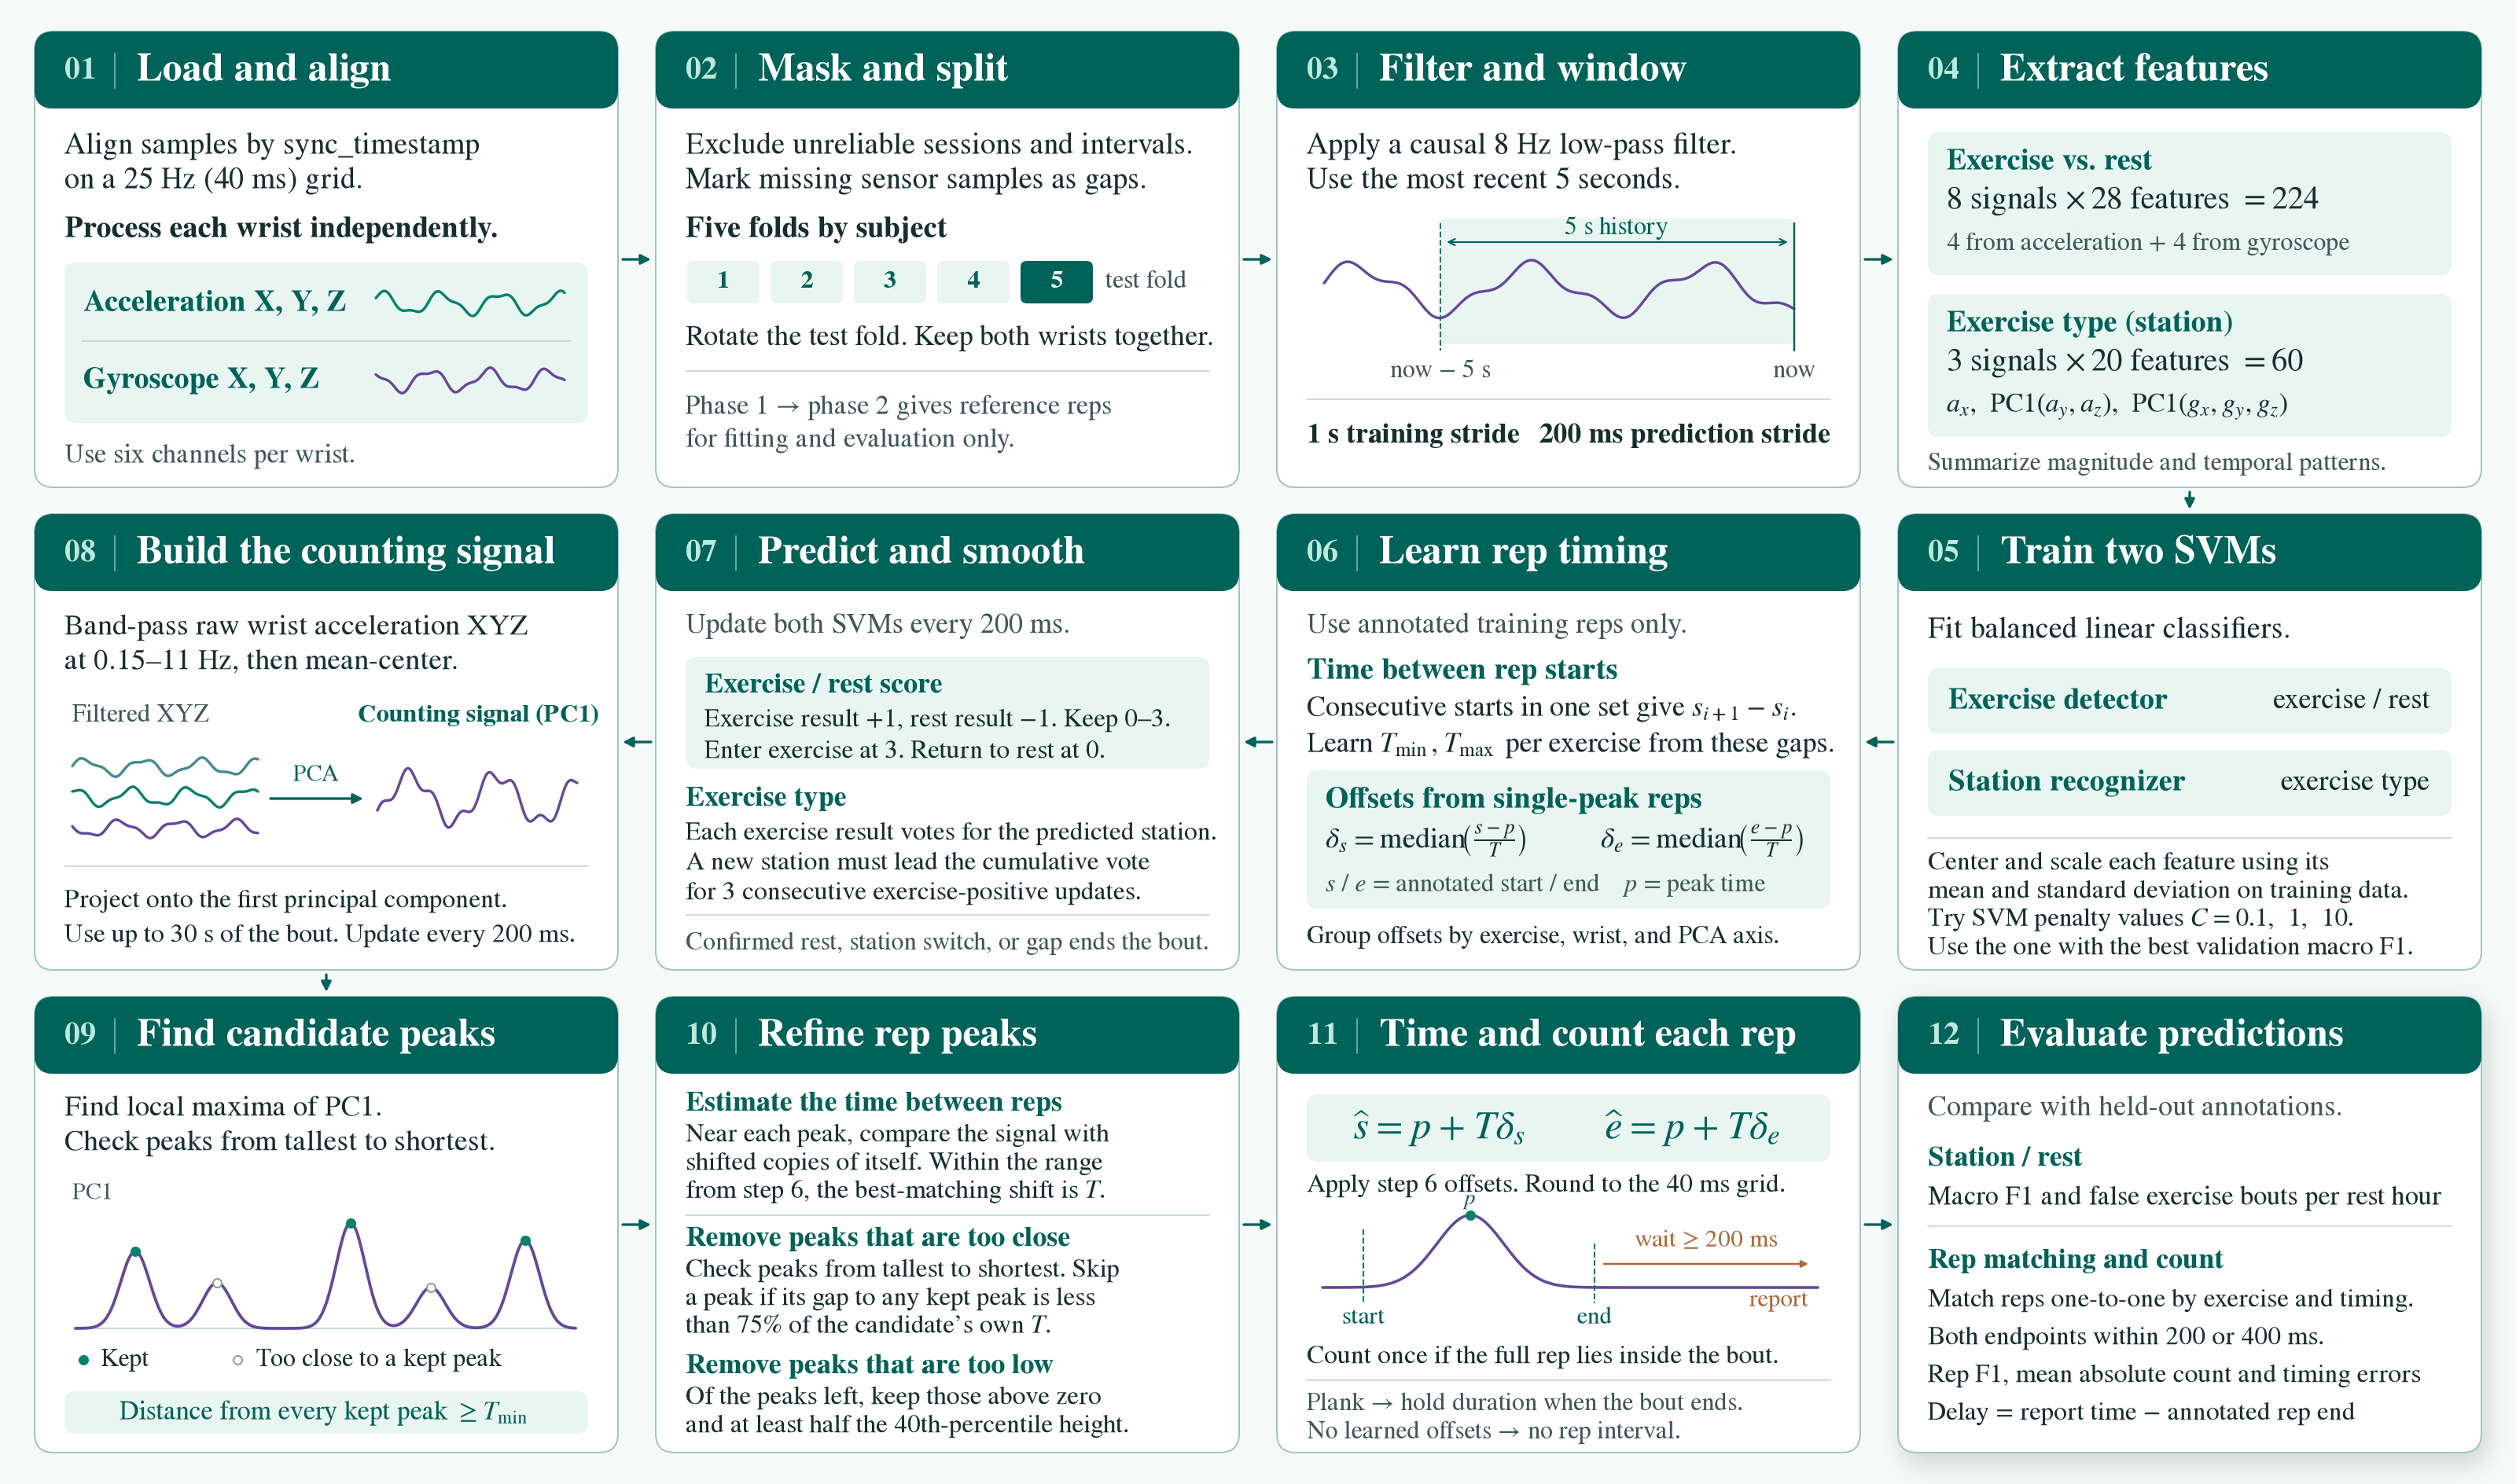 01 Load and align
Align samples by sync_timestamp
on a 25 Hz (40 ms) grid.
Process each wrist independently.
Acceleration X, Y, Z
Gyroscope X, Y, Z
Use six channels per wrist.
02 Mask and split
Exclude unreliable sessions and intervals.
Mark missing sensor samples as gaps.
Five folds by subject
1 2 3 4 5 test fold
Rotate the test fold. Keep both wrists together.
Phase 1 → phase 2 gives reference reps
for fitting and evaluation only.
03 Filter and window
Apply a causal 8 Hz low-pass filter.
Use the most recent 5 seconds.
5 s history
now − 5 s now
1 s training stride 200 ms prediction stride
04 Extract features
Exercise vs. rest
8 signals × 28 features = 224
4 from acceleration + 4 from gyroscope
Exercise type (station)
3 signals × 20 features = 60
a_x, PC1(a_y, a_z), PC1(g_x, g_y, g_z)
Summarize magnitude and temporal patterns.
05 Train two SVMs
Fit balanced linear classifiers.
Exercise detector exercise / rest
Station recognizer exercise type
Center and scale each feature using its
mean and standard deviation on training data.
Try SVM penalty values C = 0.1, 1, 10.
Use the one with the best validation macro F1.
06 Learn rep timing
Use annotated training reps only.
Time between rep starts
Consecutive starts in one set give s_{i+1} − s_i.
Learn T_min, T_max per exercise from these gaps.
Offsets from single-peak reps
δ_s = median((s−p)/T) δ_e = median((e−p)/T)
s / e = annotated start / end p = peak time
Group offsets by exercise, wrist, and PCA axis.
07 Predict and smooth
Update both SVMs every 200 ms.
Exercise / rest score
Exercise result +1, rest result −1. Keep 0–3.
Enter exercise at 3. Return to rest at 0.
Exercise type
Each exercise result votes for the predicted station.
A new station must lead the cumulative vote
for 3 consecutive exercise-positive updates.
Confirmed rest, station switch, or gap ends the bout.
08 Build the counting signal
Band-pass raw wrist acceleration XYZ
at 0.15–11 Hz, then mean-center.
Filtered XYZ Counting signal (PC1)
PCA
Project onto the first principal component.
Use up to 30 s of the bout. Update every 200 ms.
09 Find candidate peaks
Find local maxima of PC1.
Check peaks from tallest to shortest.
PC1
Kept Too close to a kept peak
Distance from every kept peak ≥ T_min
10 Refine rep peaks
Estimate the time between reps
Near each peak, compare the signal with
shifted copies of itself. Within the range
from step 6, the best-matching shift is T.
Remove peaks that are too close
Check peaks from tallest to shortest. Skip
a peak if its gap to any kept peak is less
than 75% of the candidate’s own T.
Remove peaks that are too low
Of the peaks left, keep those above zero
and at least half the 40th-percentile height.
11 Time and count each rep
ŝ = p + Tδ_s ê = p + Tδ_e
Apply step 6 offsets. Round to the 40 ms grid.
p
wait ≥ 200 ms
report
start end
Count once if the full rep lies inside the bout.
Plank → hold duration when the bout ends.
No learned offsets → no rep interval.
12 Evaluate predictions
Compare with held-out annotations.
Station / rest
Macro F1 and false exercise bouts per rest hour
Rep matching and count
Match reps one-to-one by exercise and timing.
Both endpoints within 200 or 400 ms.
Rep F1, mean absolute count and timing errors
Delay = report time − annotated rep end